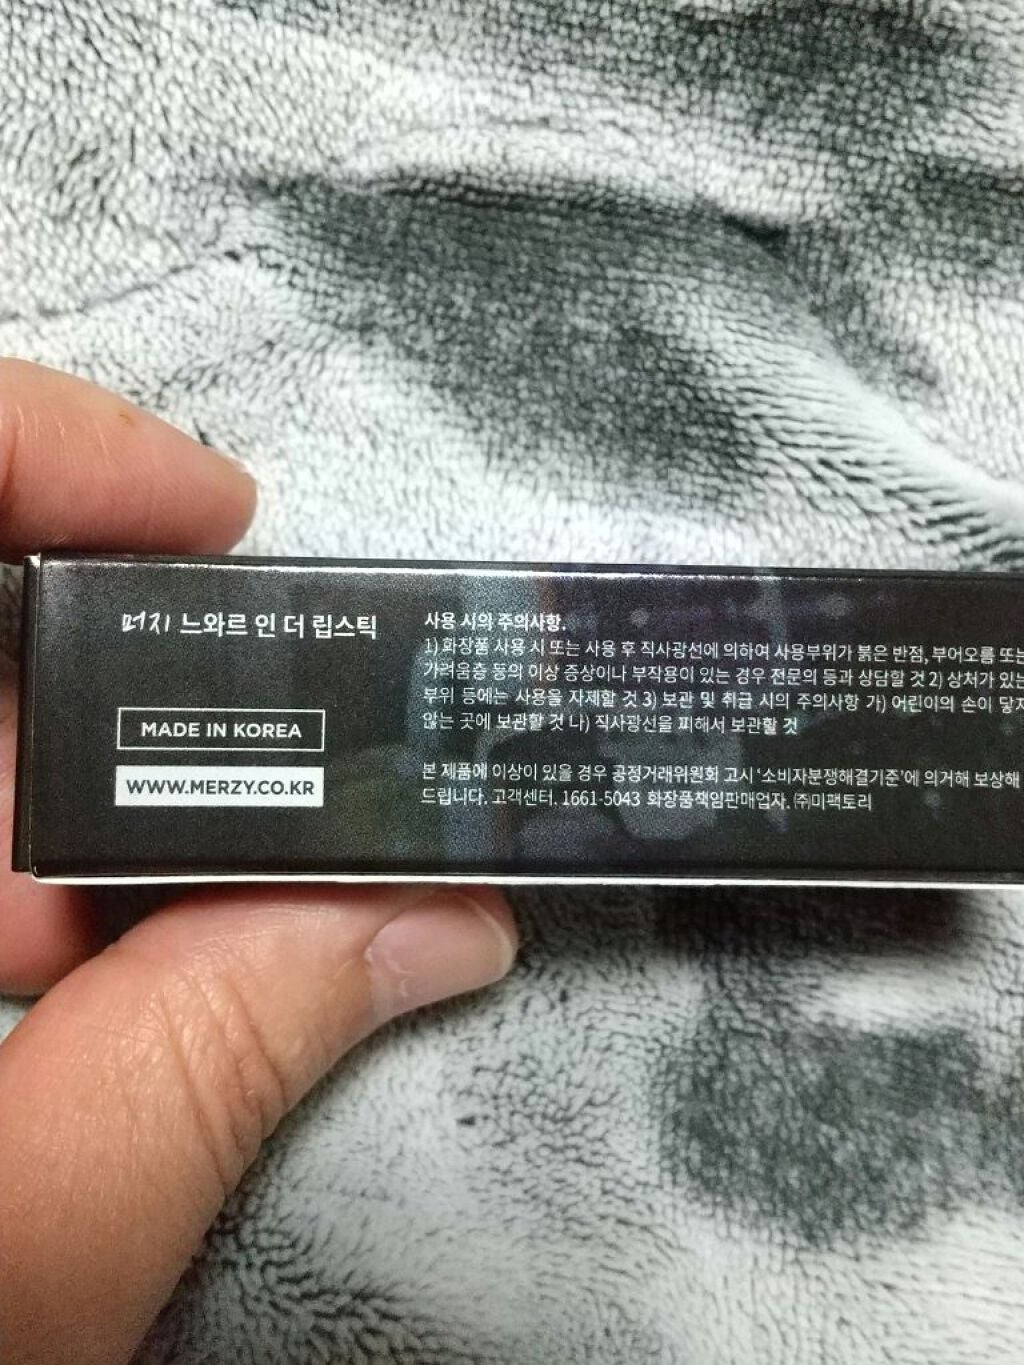 머지 느와르 인 더 립스틱
MADE IN KOREA
WWW.MERZY.CO.KR
사용 시의 주의사항.
1) 화장품 사용 시 또는 사용 후 직사광선에 의하여 사용부위가 붉은 반점, 부어오름 또는
가려움증 등의 이상 증상이나 부작용이 있는 경우 전문의 등과 상담할 것 2) 상처가 있는
부위 등에는 사용을 자제할 것 3) 보관 및 취급 시의 주의사항 가) 어린이의 손이 닿지
않는 곳에 보관할 것 나) 직사광선을 피해서 보관할 것
본 제품에 이상이 있을 경우 공정거래위원회 고시 '소비자분쟁해결기준'에 의거해 보상해
드립니다. 고객센터. 1661-5043 화장품책임판매업자. ㈜미팩토리